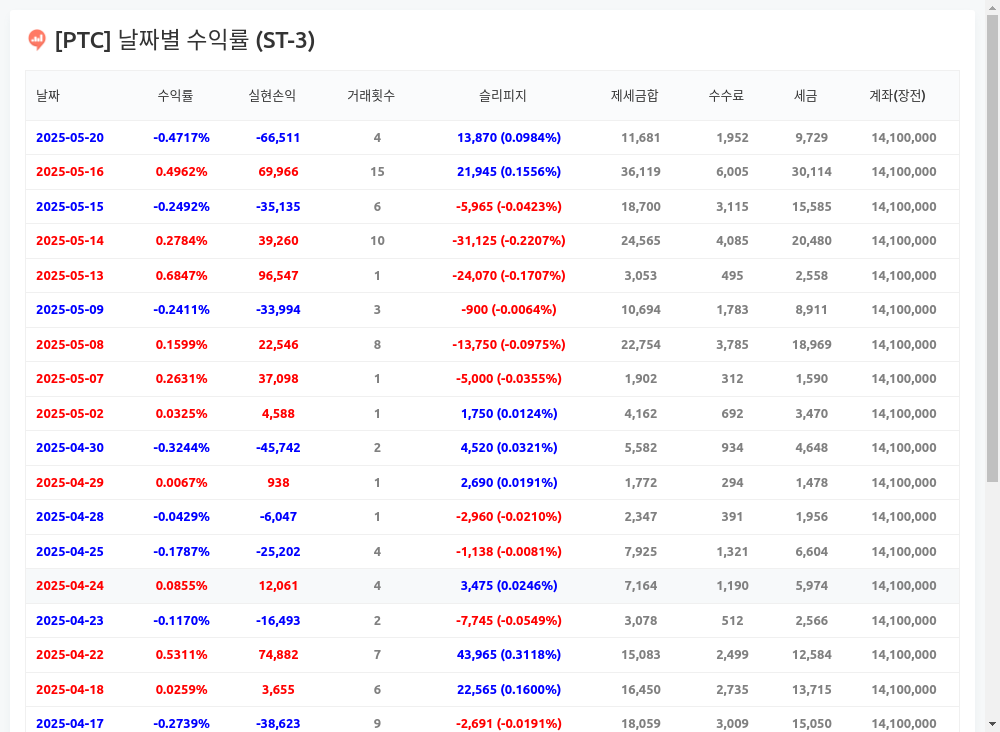 [PTC] 날짜별 수익률 (ST-3)
날짜 수익률 실현손익 거래횟수 슬리피지 제세금합 수수료 세금 계좌(장전)
2025-05-20 -0.4717% -66,511 4 13,870 (0.0984%) 11,681 1,952 9,729 14,100,000
2025-05-16 0.4962% 69,966 15 21,945 (0.1556%) 36,119 6,005 30,114 14,100,000
2025-05-15 -0.2492% -35,135 6 -5,965 (-0.0423%) 18,700 3,115 15,585 14,100,000
2025-05-14 0.2784% 39,260 10 -31,125 (-0.2207%) 24,565 4,085 20,480 14,100,000
2025-05-13 0.6847% 96,547 1 -24,070 (-0.1707%) 3,053 495 2,558 14,100,000
2025-05-09 -0.2411% -33,994 3 -900 (-0.0064%) 10,694 1,783 8,911 14,100,000
2025-05-08 0.1599% 22,546 8 -13,750 (-0.0975%) 22,754 3,785 18,969 14,100,000
2025-05-07 0.2631% 37,098 1 -5,000 (-0.0355%) 1,902 312 1,590 14,100,000
2025-05-02 0.0325% 4,588 1 1,750 (0.0124%) 4,162 692 3,470 14,100,000
2025-04-30 -0.3244% -45,742 2 4,520 (0.0321%) 5,582 934 4,648 14,100,000
2025-04-29 0.0067% 938 1 2,690 (0.0191%) 1,772 294 1,478 14,100,000
2025-04-28 -0.0429% -6,047 1 -2,960 (-0.0210%) 2,347 391 1,956 14,100,000
2025-04-25 -0.1787% -25,202 4 -1,138 (-0.0081%) 7,925 1,321 6,604 14,100,000
2025-04-24 0.0855% 12,061 4 3,475 (0.0246%) 7,164 1,190 5,974 14,100,000
2025-04-23 -0.1170% -16,493 2 -7,745 (-0.0549%) 3,078 512 2,566 14,100,000
2025-04-22 0.5311% 74,882 7 43,965 (0.3118%) 15,083 2,499 12,584 14,100,000
2025-04-18 0.0259% 3,655 6 22,565 (0.1600%) 16,450 2,735 13,715 14,100,000
2025-04-17 -0.2739% -38,623 9 -2,691 (-0.0191%) 18,059 3,009 15,050 14,100,000